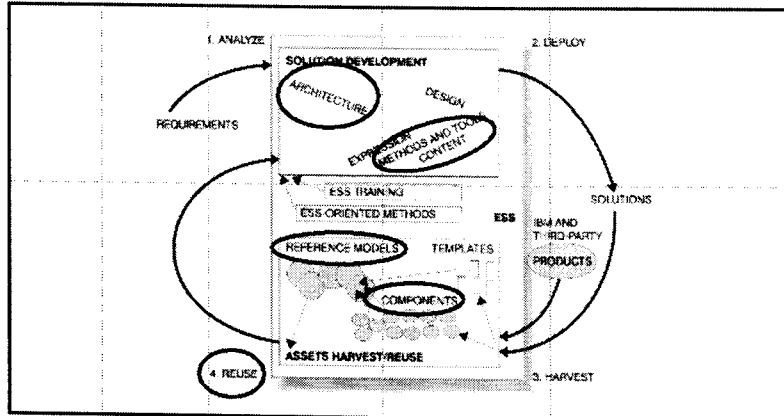 1. ANALYZE
2. DEPLOY
SOLUTION DEVELOPMENT
ARCHITECTURE
DESIGN
REQUIREMENTS
EXPRESSION
METHODS AND TOOLS
CONTENT
ESS TRAINING
ESS-ORIENTED METHODS
ESS
SOLUTIONS
IBM AND
THIRD-PARTY
PRODUCTS
REFERENCE MODELS
TEMPLATES
COMPONENTS
ASSETS HARVEST/REUSE
4. REUSE
3. HARVEST